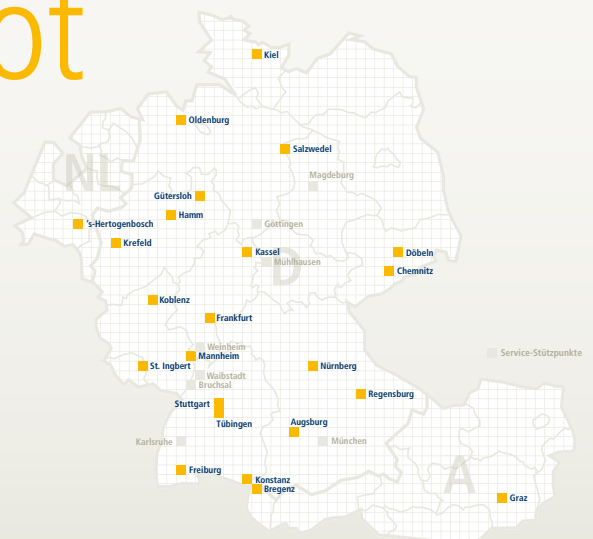 ot
Kiel
Oldenburg
Salzwedel
Magdeburg
NL
Gütersloh
Hamm
's-Hertogenbosch
Göttingen
Krefeld
Kassel
Döbeln
Mühlhausen
D
Chemnitz
Koblenz
Frankfurt
Weinheim
Mannheim
Service-Stützpunkte
St. Ingbert
Nürnberg
Waibstadt
Bruchsal
Regensburg
Stuttgart
Tübingen
Augsburg
Karlsruhe
München
Freiburg
Konstanz
Bregenz
A
Graz